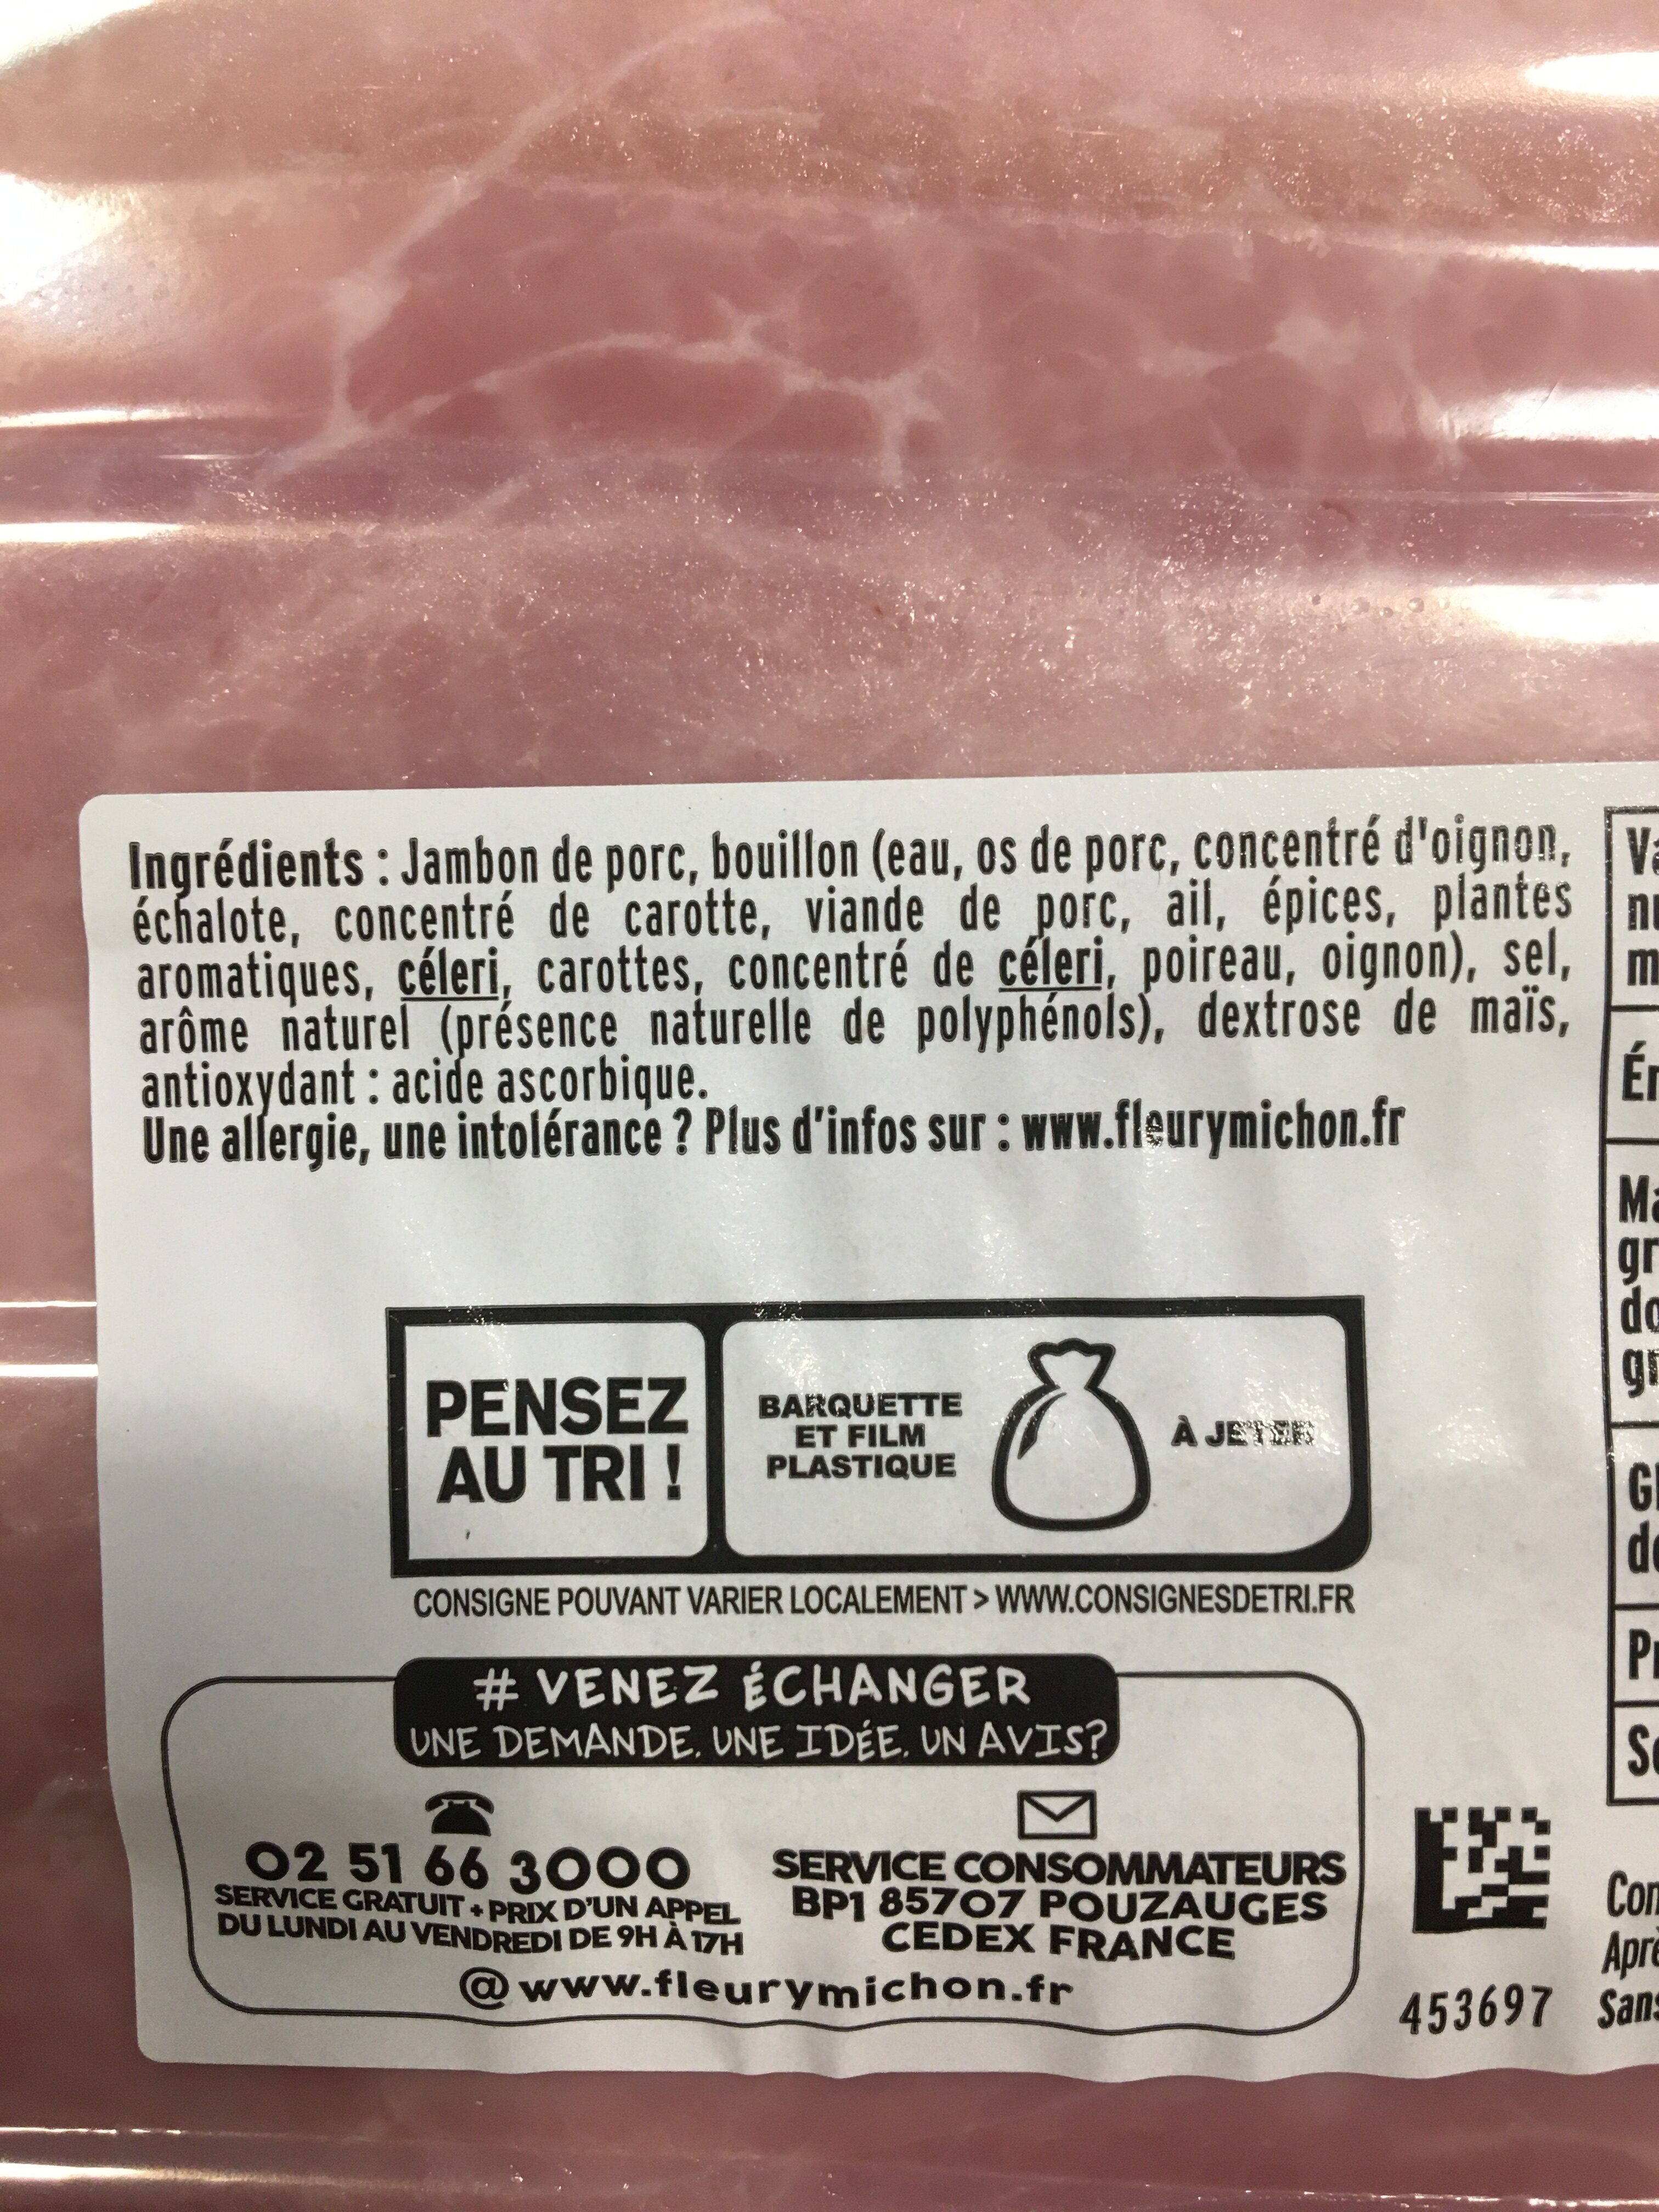 Ingrédients : Jambon de porc, bouillon (eau, os de porc, concentré d'oignon,
échalote, concentré de carotte, viande de porc, ail, épices, plantes
aromatiques, céleri, carottes, concentré de céleri, poireau, oignon), sel,
arôme naturel (présence naturelle de polyphénols), dextrose de maïs,
antioxydant : acide ascorbique.
Une allergie, une intolérance ? Plus d'infos sur : www.fleurymichon.fr
PENSEZ
AU TRI !
BARQUETTE
ET FILM
PLASTIQUE
À JETER
CONSIGNE POUVANT VARIER LOCALEMENT > WWW.CONSIGNESDETRI.FR
# VENEZ ÉCHANGER
UNE DEMANDE, UNE IDÉE, UN AVIS?
02 51 66 3000
SERVICE GRATUIT + PRIX D'UN APPEL
DU LUNDI AU VENDREDI DE 9H À 17H
SERVICE CONSOMMATEURS
BP1 85707 POUZAUGES
CEDEX FRANCE
@ www.fleurymichon.fr
453697